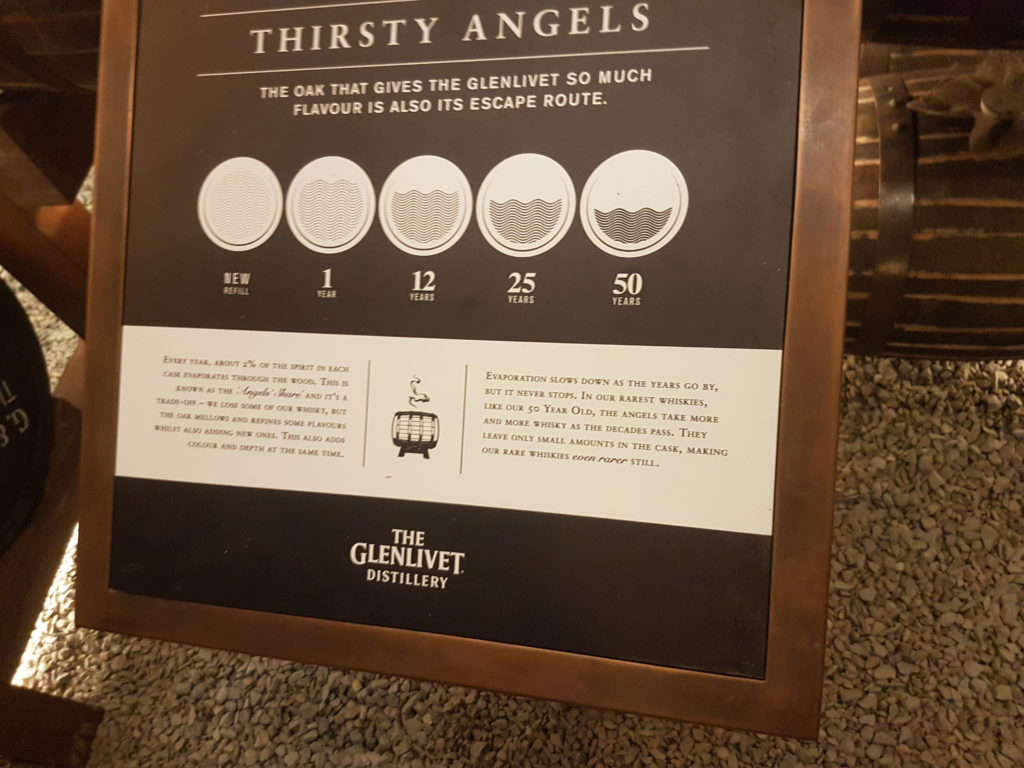 THIRSTY ANGELS
THE OAK THAT GIVES THE GLENLIVET SO MUCH
FLAVOUR IS ALSO ITS ESCAPE ROUTE.
NEW
REFILL
1
YEAR
12
YEARS
25
YEARS
50
YEARS
EVERY YEAR, ABOUT 2% OF THE SPIRIT IN EACH
CASK EVAPORATES THROUGH THE WOOD. THIS IS
KNOWN AS THE 'Angels' Share' AND IT'S A
TRADE-OFF – WE LOSE SOME OF OUR WHISKY, BUT
THE OAK MELLOWS AND REFINES SOME FLAVOURS
WHILST ALSO ADDING NEW ONES. THIS ALSO ADDS
COLOUR AND DEPTH AT THE SAME TIME.
EVAPORATION SLOWS DOWN AS THE YEARS GO BY,
BUT IT NEVER STOPS. IN OUR RAREST WHISKIES,
LIKE OUR 50 YEAR OLD, THE ANGELS TAKE MORE
AND MORE WHISKY AS THE DECADES PASS. THEY
LEAVE ONLY SMALL AMOUNTS IN THE CASK, MAKING
OUR RARE WHISKIES even rarer STILL.
THE
GLENLIVET.
DISTILLERY